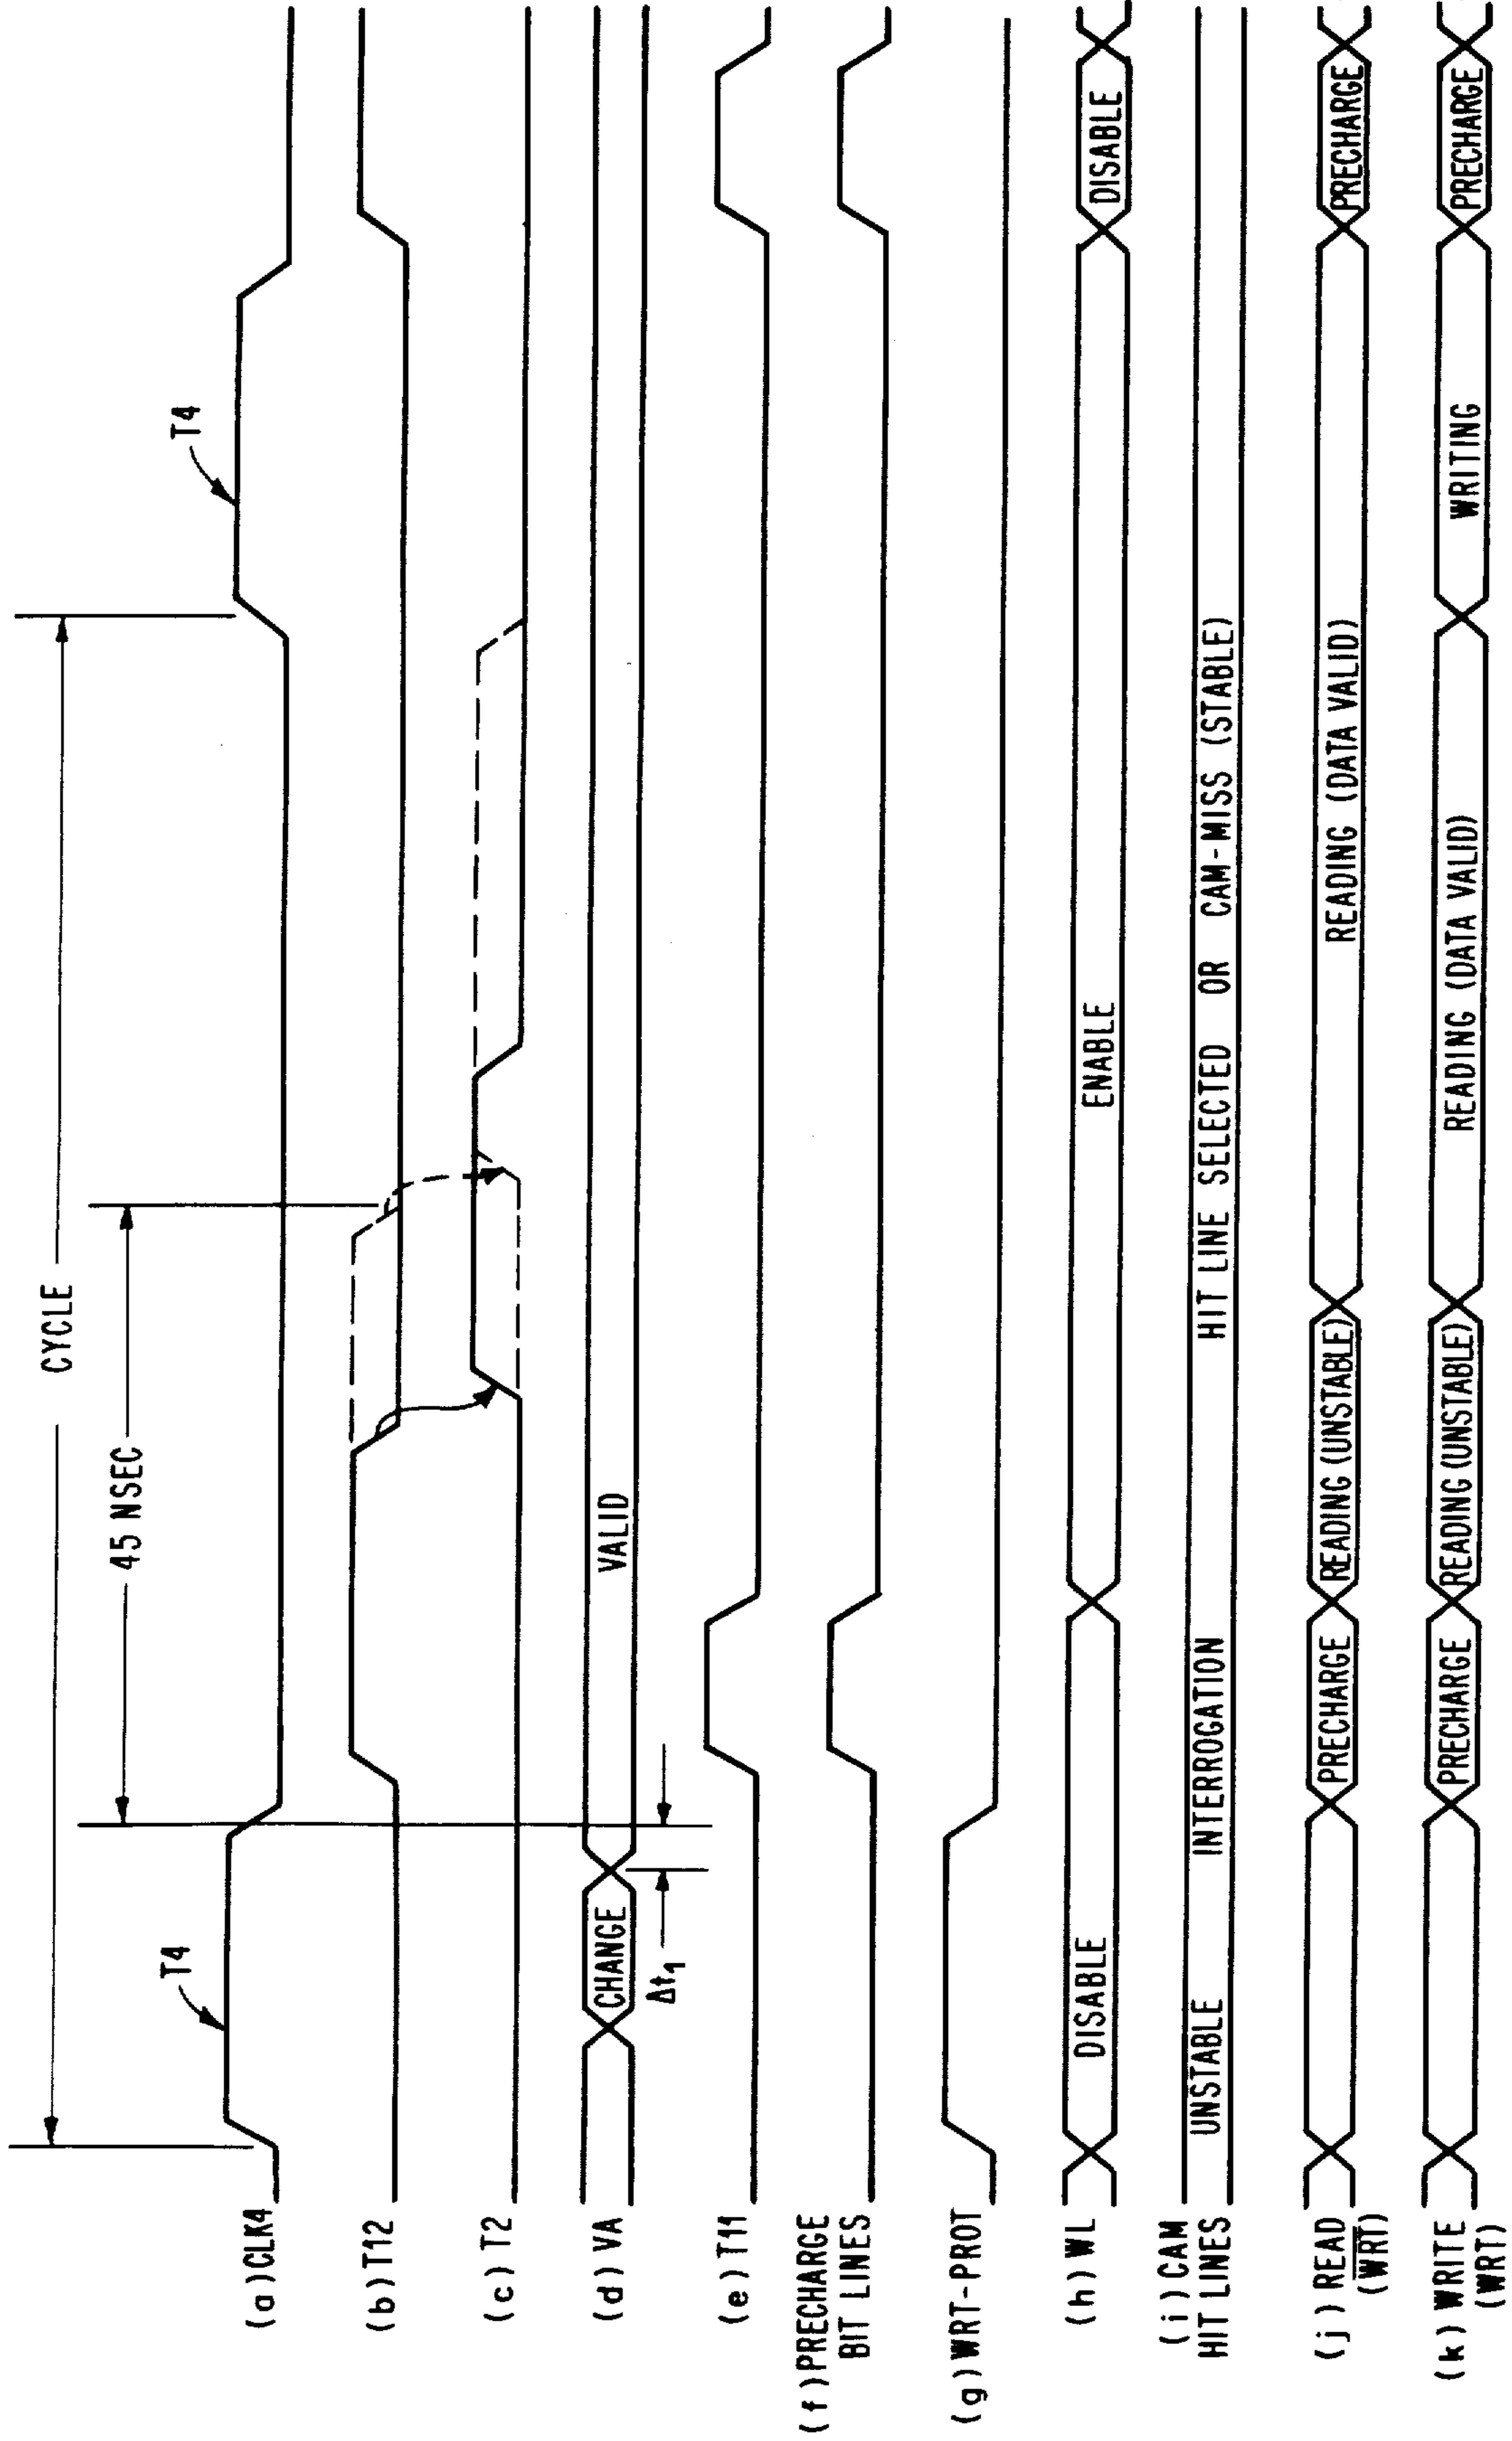 CYCLE
45 NSEC
T4
T4
(a) CLK4
(b) T12
(c) T2
(d) VA
CHANGE
VALID
Δt1
(e) T11
(f) PRECHARGE
BIT LINES
(g) WRT-PROT
(h) WL
DISABLE
ENABLE
DISABLE
(i) CAM
HIT LINES
UNSTABLE
INTERROGATION
HIT LINE SELECTED OR CAM-MISS (STABLE)
(j) READ
(W̅R̅T̅)
PRECHARGE
READING (UNSTABLE)
READING (DATA VALID)
PRECHARGE
(k) WRITE
(WRT)
PRECHARGE
READING (UNSTABLE)
READING (DATA VALID)
WRITING
PRECHARGE